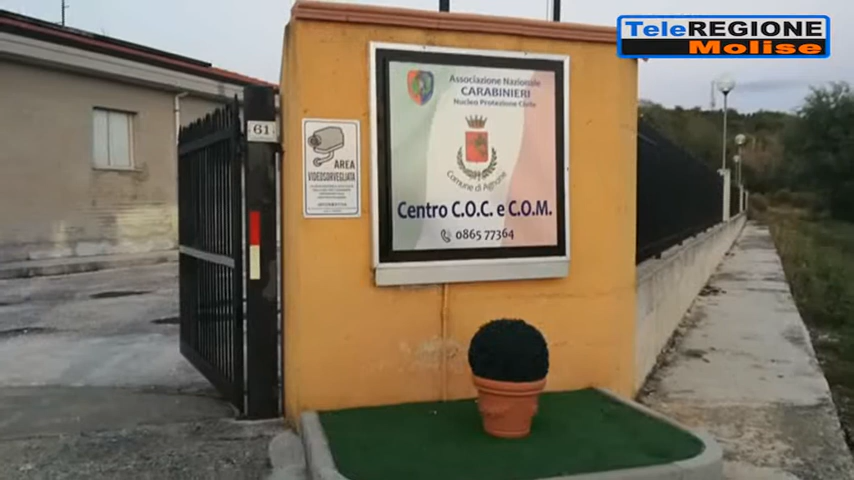 TeleREGIONE
Molise
61
AREA
VIDEOSORVEGLIATA
Associazione Nazionale
CARABINIERI
Nucleo Protezione Civile
Comune di Agnone
Centro C.O.C. e C.O.M.
0865 77364